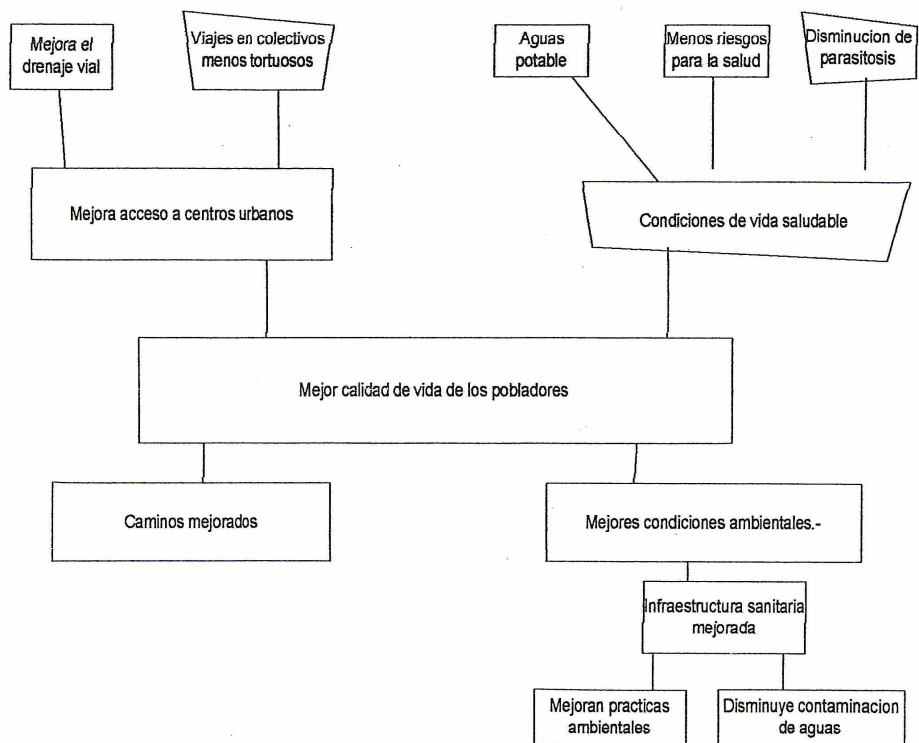 Mejora el
drenaje vial
Viajes en colectivos
menos tortuosos
Aguas
potable
Menos riesgos
para la salud
Disminucion de
parasitosis
Mejora acceso a centros urbanos
Condiciones de vida saludable
Mejor calidad de vida de los pobladores
Caminos mejorados
Mejores condiciones ambientales.-
Infraestructura sanitaria
mejorada
Mejoran practicas
ambientales
Disminuye contaminacion
de aguas